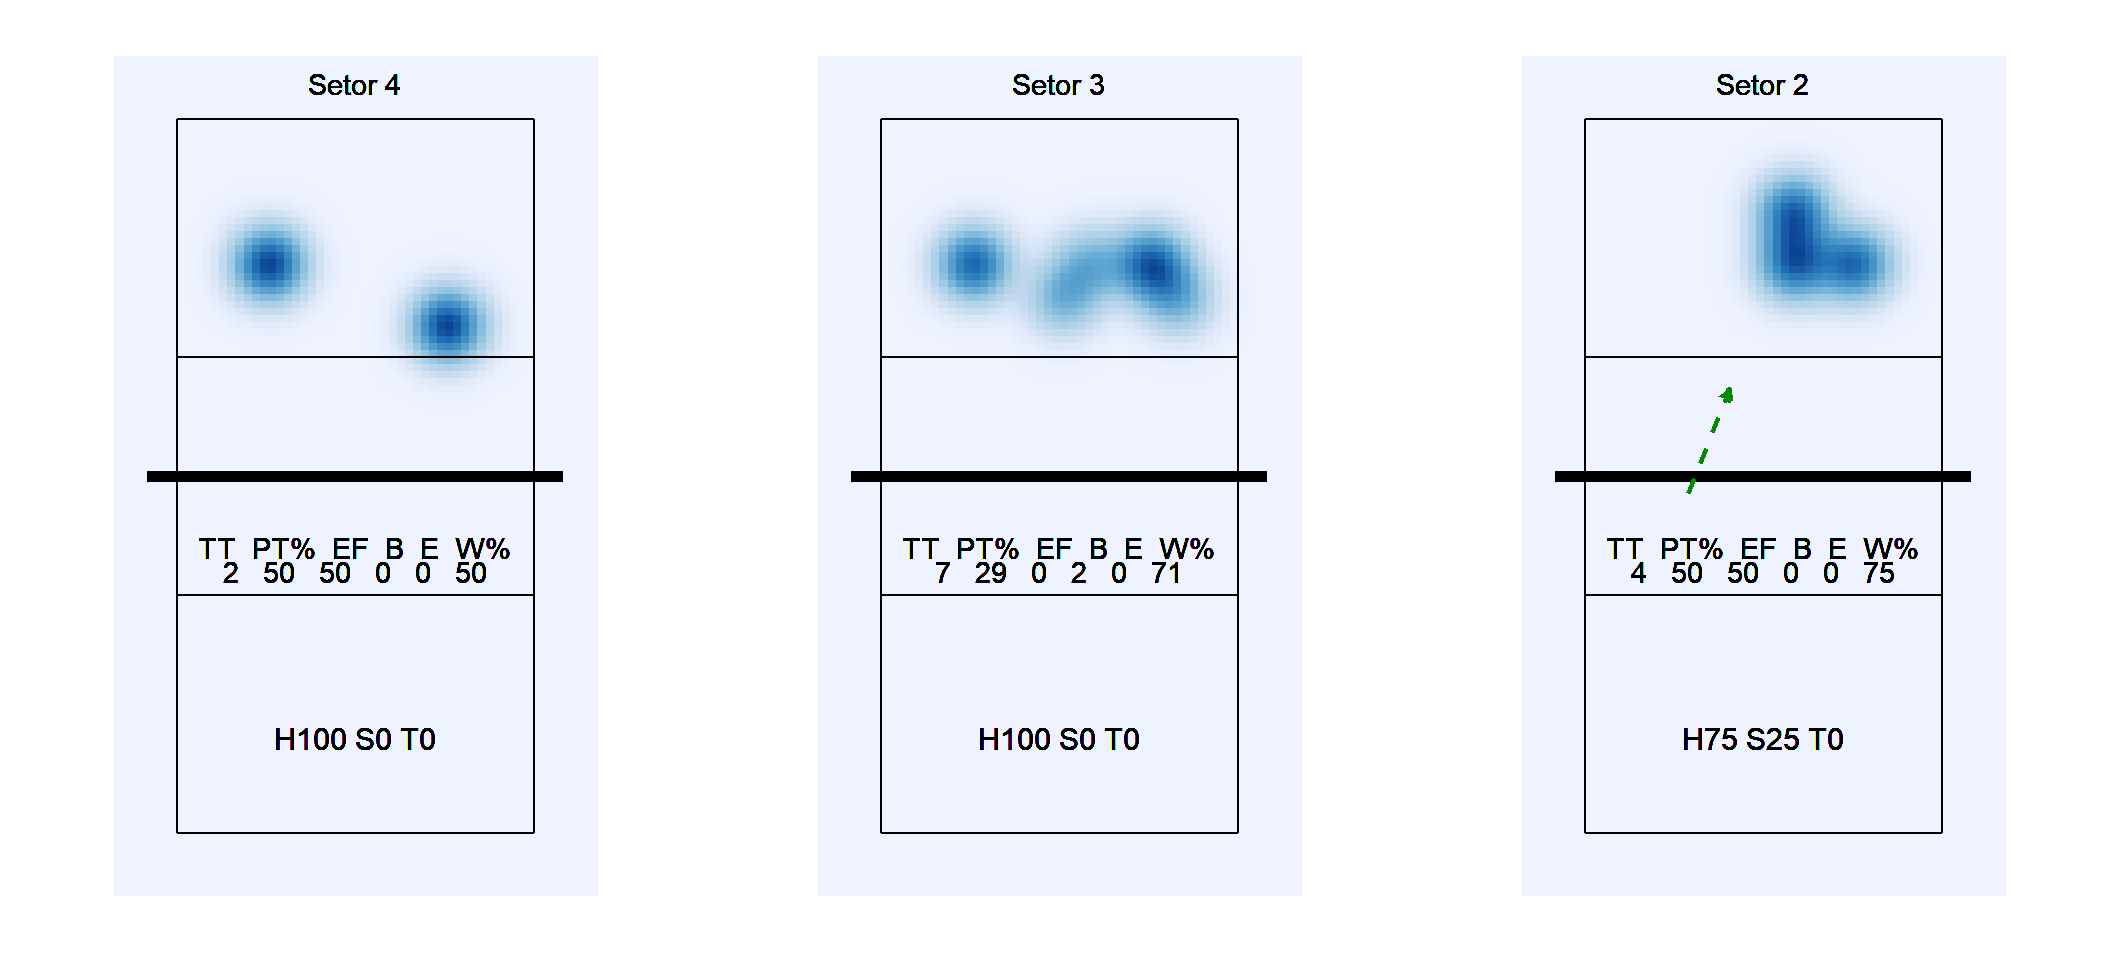 Setor 4
TT PT% EF B E W%
2 50 50 0 0 50
H100 S0 T0
Setor 3
TT PT% EF B E W%
7 29 0 2 0 71
H100 S0 T0
Setor 2
TT PT% EF B E W%
4 50 50 0 0 75
H75 S25 T0